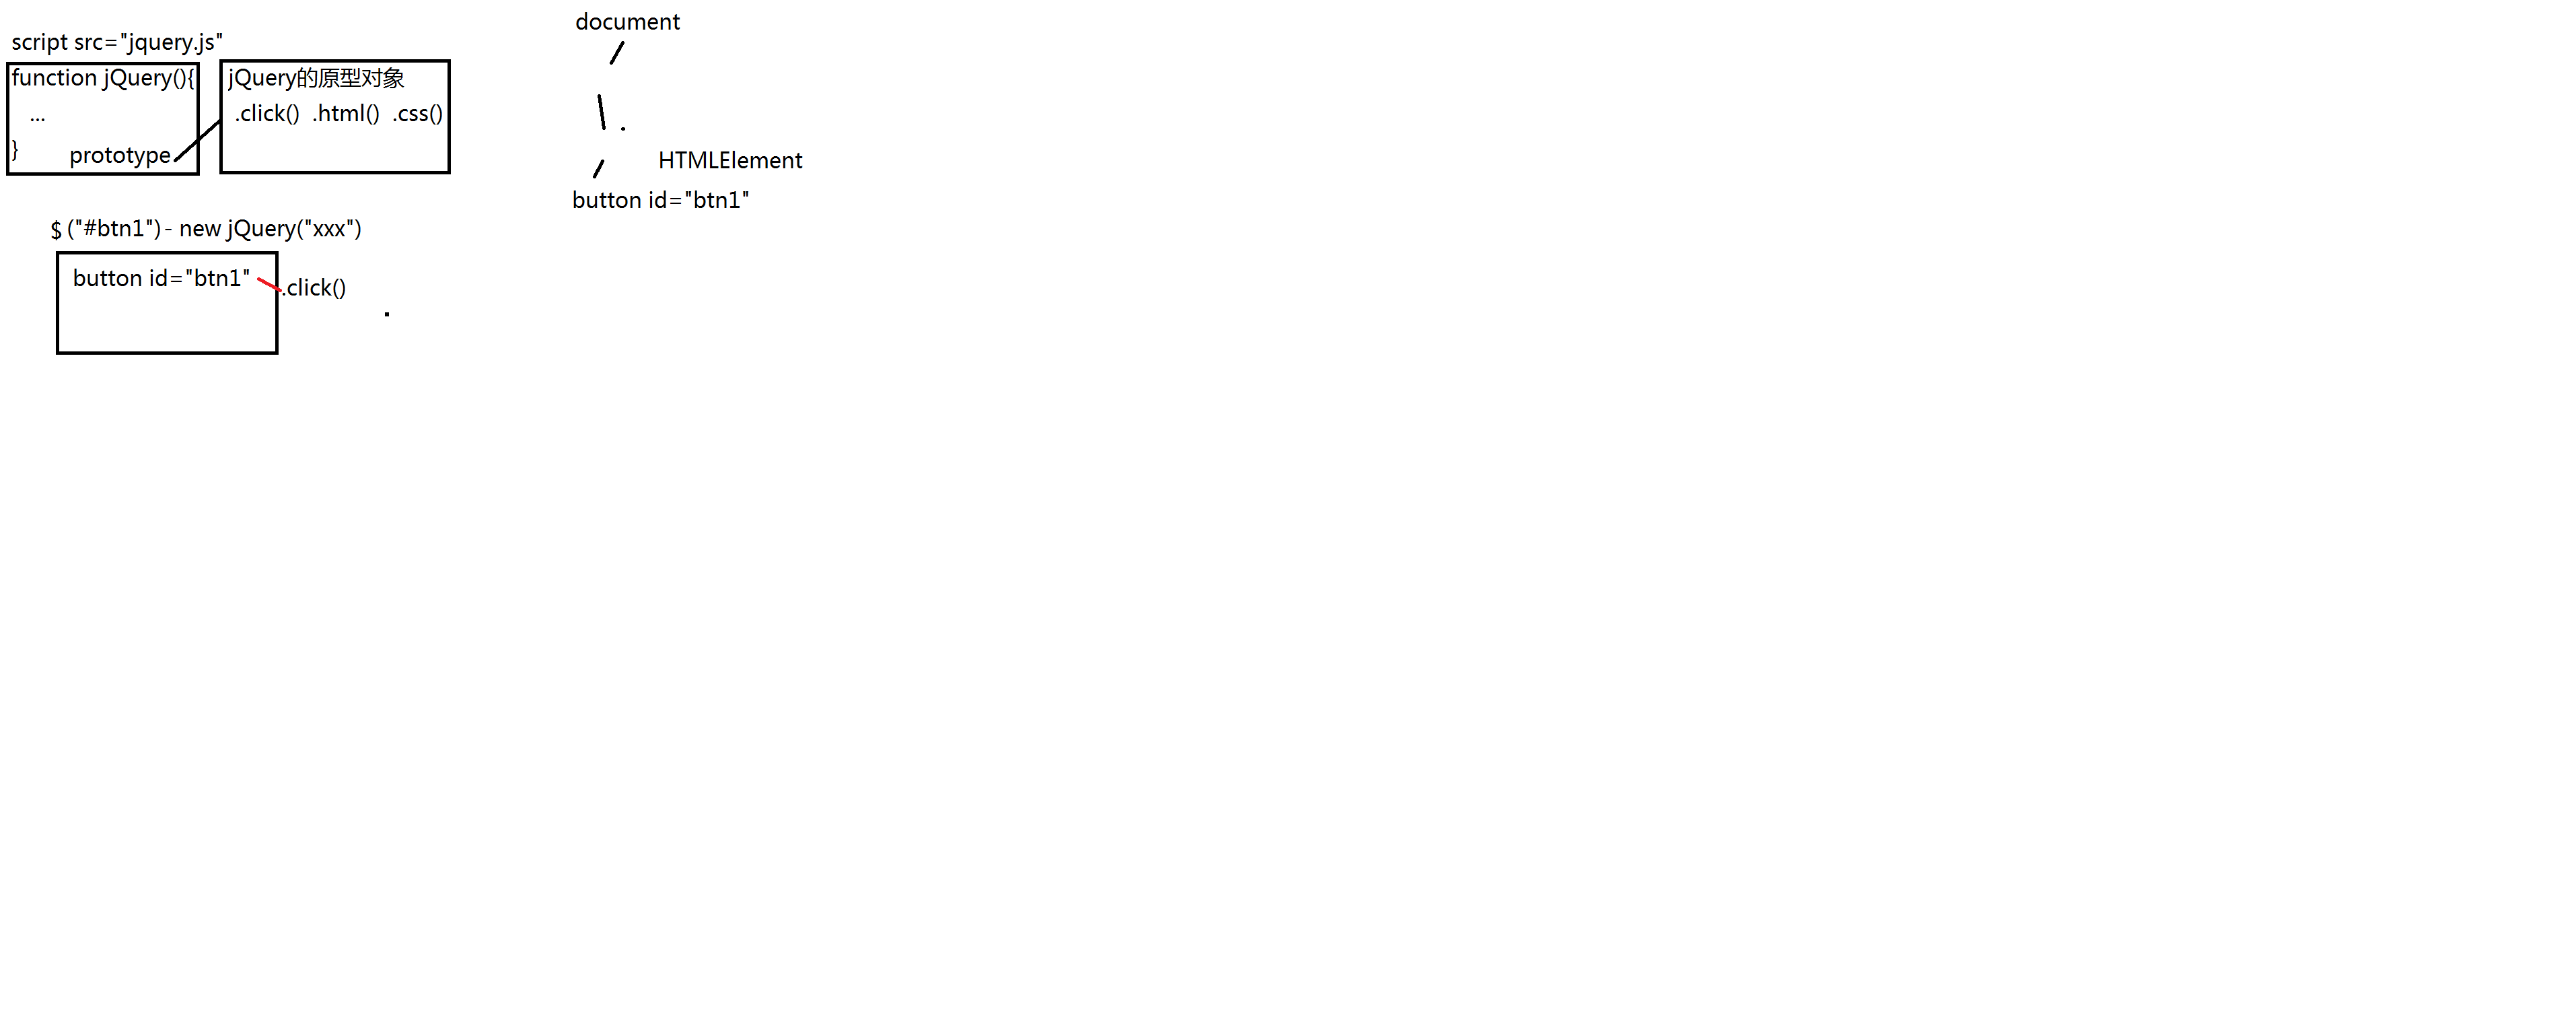 script src="jquery.js"
function jQuery(){
...
}
prototype
jQuery的原型对象
.click()  .html()  .css()
$ ("#btn1") - new jQuery("xxx")
button id="btn1"
.click()
document
HTMLElement
button id="btn1"